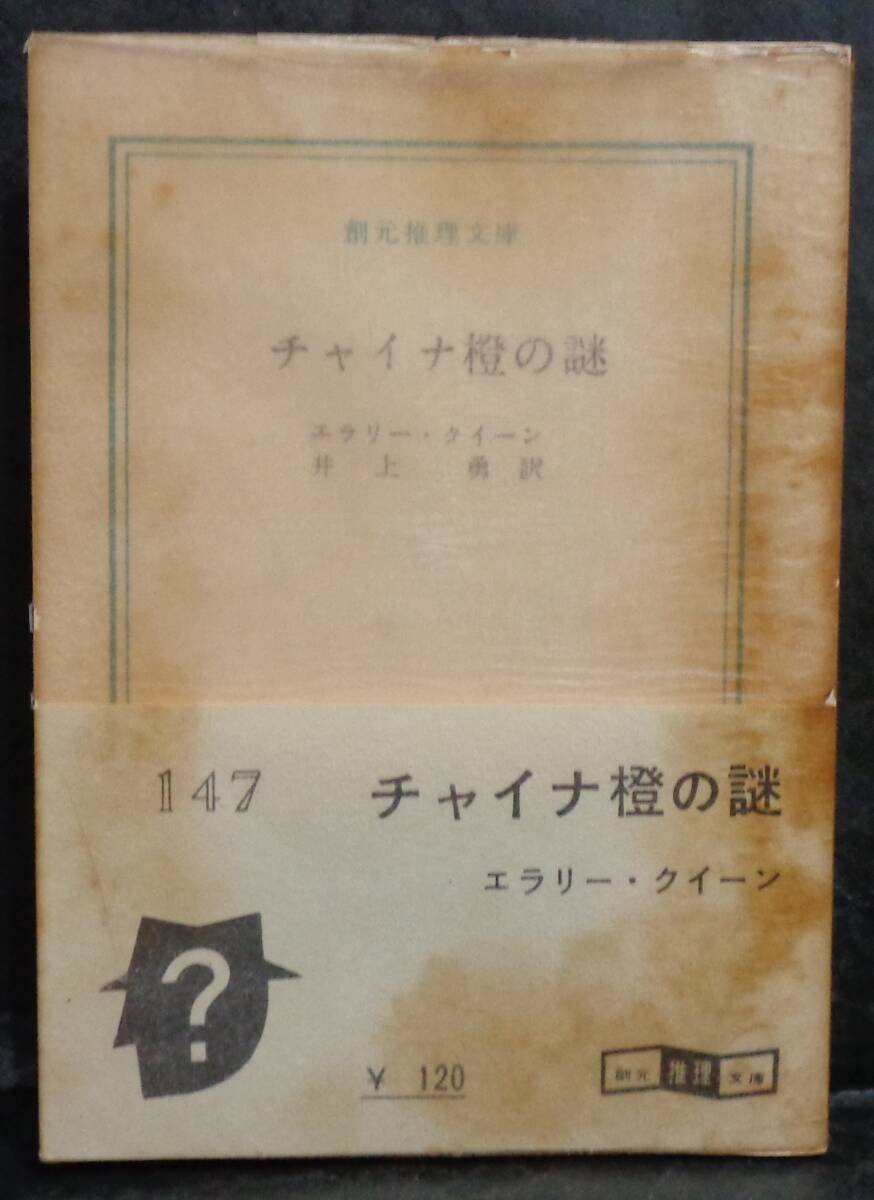 創元推理文庫
チャイナ橙の謎
エラリー・クイーン
井上 勇 訳
147 チャイナ橙の謎
エラリー・クイーン
?
¥ 120
創元 推理 文庫